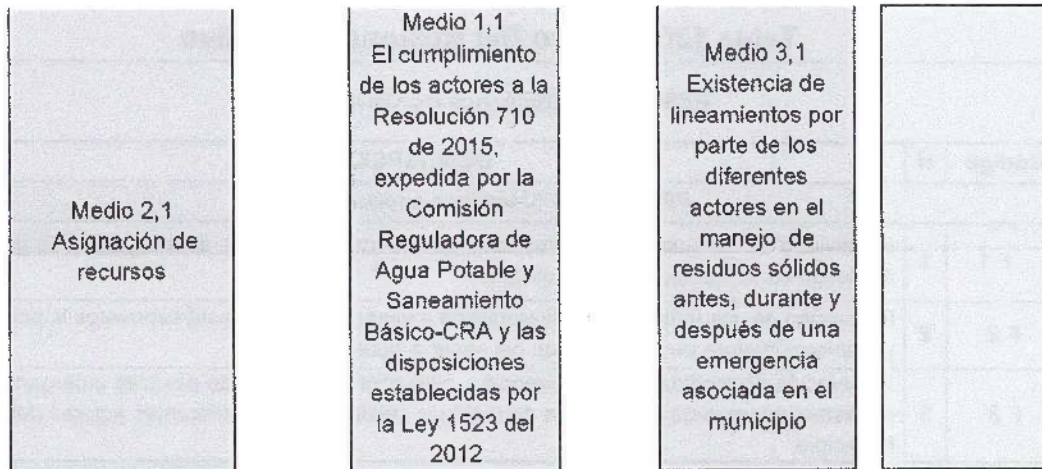 Medio 2,1
Asignación de
recursos
Medio 1,1
El cumplimiento
de los actores a la
Resolución 710
de 2015,
expedida por la
Comisión
Reguladora de
Agua Potable y
Saneamiento
Básico-CRA y las
disposiciones
establecidas por
la Ley 1523 del
2012
Medio 3,1
Existencia de
lineamientos por
parte de los
diferentes
actores en el
manejo de
residuos sólidos
antes, durante y
después de una
emergencia
asociada en el
municipio